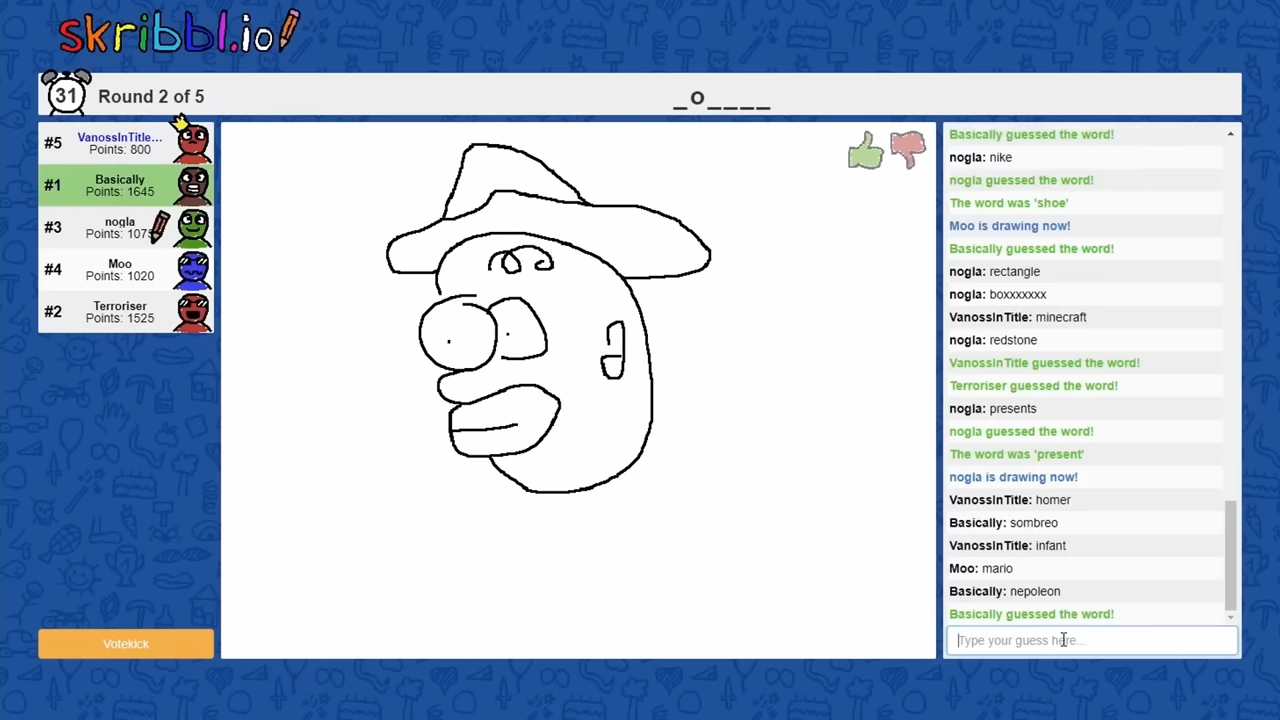 skribbl.io
31 Round 2 of 5
_o____
#5 VanossInTitle... Points: 800
#1 Basically Points: 1645
#3 nogla Points: 1075
#4 Moo Points: 1020
#2 Terroriser Points: 1525
Votekick
Basically guessed the word!
nogla: nike
nogla guessed the word!
The word was 'shoe'
Moo is drawing now!
Basically guessed the word!
nogla: rectangle
nogla: boxxxxxxx
VanossInTitle: minecraft
nogla: redstone
VanossInTitle guessed the word!
Terroriser guessed the word!
nogla: presents
nogla guessed the word!
The word was 'present'
nogla is drawing now!
VanossInTitle: homer
Basically: sombreo
VanossInTitle: infant
Moo: mario
Basically: nepoleon
Basically guessed the word!
Type your guess here...